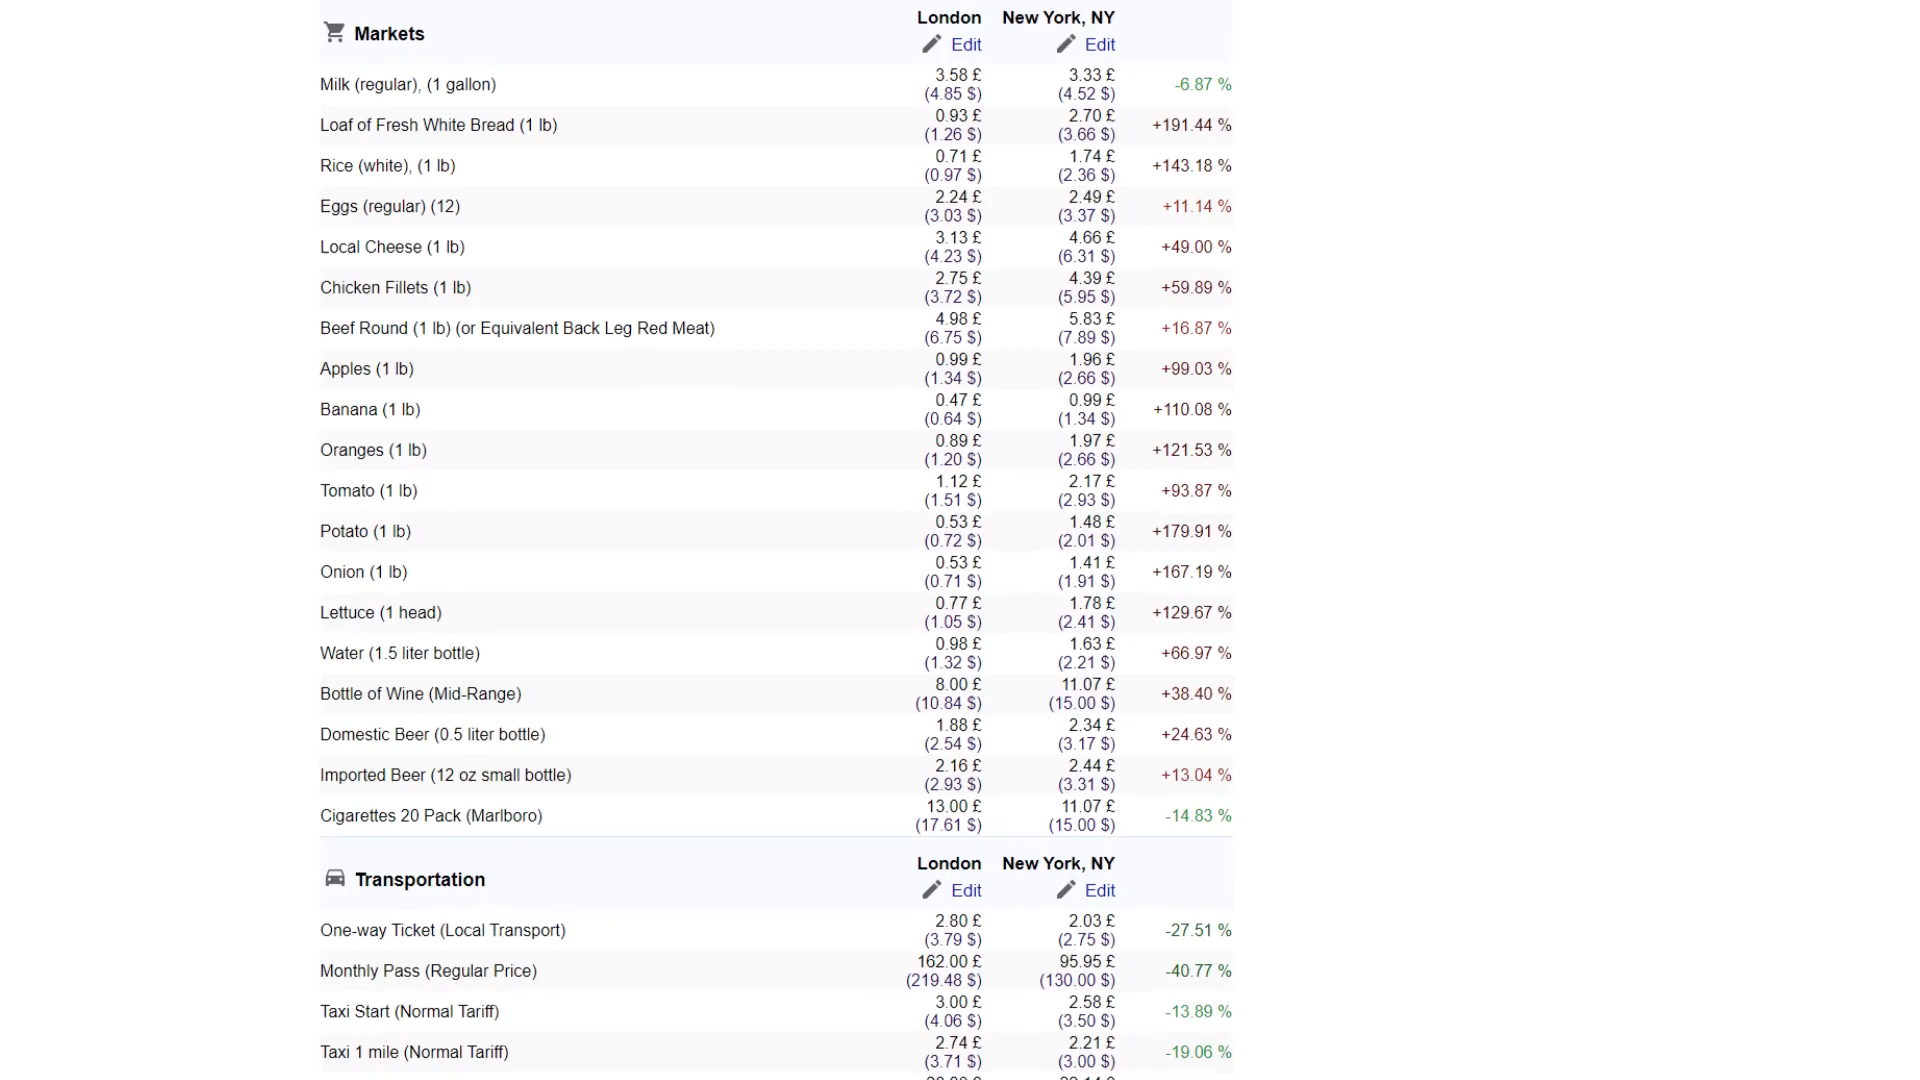 Markets London New York, NY
Edit Edit
Milk (regular), (1 gallon) 3.58 £ 3.33 £ -6.87 %
(4.85 $) (4.52 $)
Loaf of Fresh White Bread (1 lb) 0.93 £ 2.70 £ +191.44 %
(1.26 $) (3.66 $)
Rice (white), (1 lb) 0.71 £ 1.74 £ +143.18 %
(0.97 $) (2.36 $)
Eggs (regular) (12) 2.24 £ 2.49 £ +11.14 %
(3.03 $) (3.37 $)
Local Cheese (1 lb) 3.13 £ 4.66 £ +49.00 %
(4.23 $) (6.31 $)
Chicken Fillets (1 lb) 2.75 £ 4.39 £ +59.89 %
(3.72 $) (5.95 $)
Beef Round (1 lb) (or Equivalent Back Leg Red Meat) 4.98 £ 5.83 £ +16.87 %
(6.75 $) (7.89 $)
Apples (1 lb) 0.99 £ 1.96 £ +99.03 %
(1.34 $) (2.66 $)
Banana (1 lb) 0.47 £ 0.99 £ +110.08 %
(0.64 $) (1.34 $)
Oranges (1 lb) 0.89 £ 1.97 £ +121.53 %
(1.20 $) (2.66 $)
Tomato (1 lb) 1.12 £ 2.17 £ +93.87 %
(1.51 $) (2.93 $)
Potato (1 lb) 0.53 £ 1.48 £ +179.91 %
(0.72 $) (2.01 $)
Onion (1 lb) 0.53 £ 1.41 £ +167.19 %
(0.71 $) (1.91 $)
Lettuce (1 head) 0.77 £ 1.78 £ +129.67 %
(1.05 $) (2.41 $)
Water (1.5 liter bottle) 0.98 £ 1.63 £ +66.97 %
(1.32 $) (2.21 $)
Bottle of Wine (Mid-Range) 8.00 £ 11.07 £ +38.40 %
(10.84 $) (15.00 $)
Domestic Beer (0.5 liter bottle) 1.88 £ 2.34 £ +24.63 %
(2.54 $) (3.17 $)
Imported Beer (12 oz small bottle) 2.16 £ 2.44 £ +13.04 %
(2.93 $) (3.31 $)
Cigarettes 20 Pack (Marlboro) 13.00 £ 11.07 £ -14.83 %
(17.61 $) (15.00 $)
Transportation London New York, NY
Edit Edit
One-way Ticket (Local Transport) 2.80 £ 2.03 £ -27.51 %
(3.79 $) (2.75 $)
Monthly Pass (Regular Price) 162.00 £ 95.95 £ -40.77 %
(219.48 $) (130.00 $)
Taxi Start (Normal Tariff) 3.00 £ 2.58 £ -13.89 %
(4.06 $) (3.50 $)
Taxi 1 mile (Normal Tariff) 2.74 £ 2.21 £ -19.06 %
(3.71 $) (3.00 $)